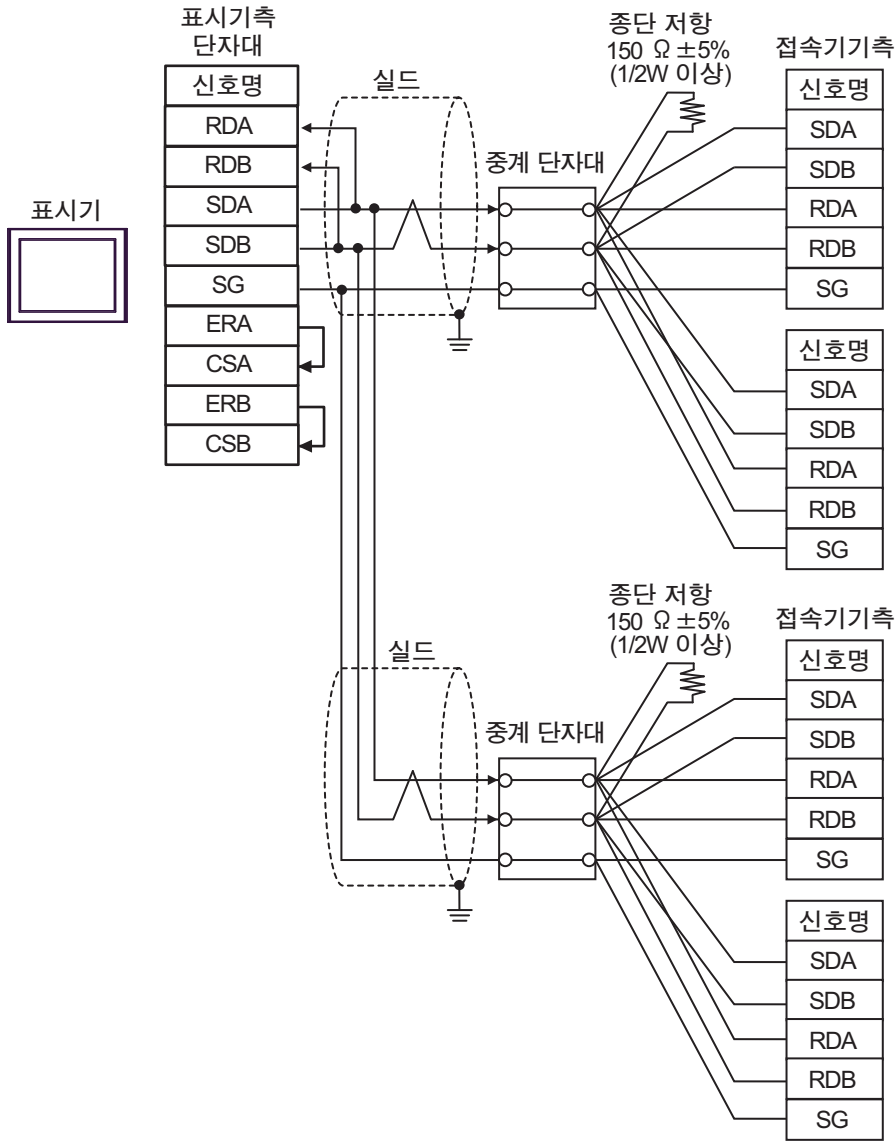 표시기측
단자대
신호명
RDA
RDB
SDA
SDB
SG
ERA
CSA
ERB
CSB
표시기
실드
중계 단자대
종단 저항
150 Ω ±5%
(1/2W 이상)
접속기기측
신호명
SDA
SDB
RDA
RDB
SG
신호명
SDA
SDB
RDA
RDB
SG
실드
중계 단자대
종단 저항
150 Ω ±5%
(1/2W 이상)
접속기기측
신호명
SDA
SDB
RDA
RDB
SG
신호명
SDA
SDB
RDA
RDB
SG